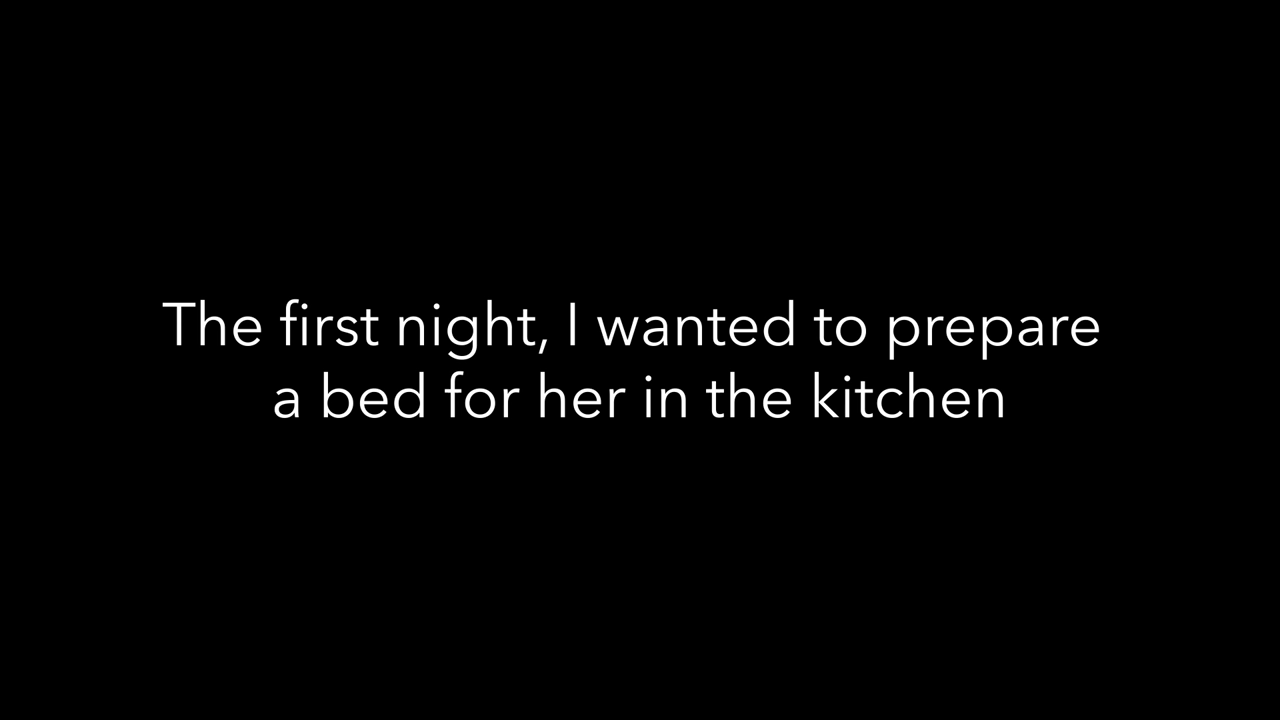 The first night, I wanted to prepare
a bed for her in the kitchen